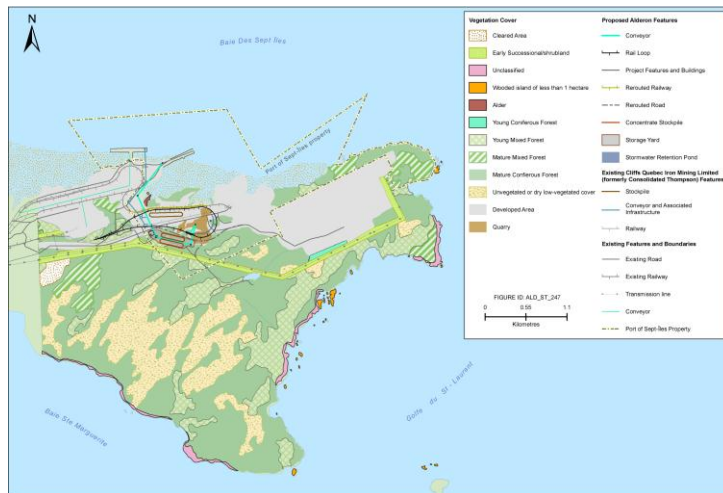 N
Baie Des Sept Iles
Port of Sept-Îles property
Baie Ste Marguerite
Golfe du St - Laurent
Vegetation Cover
Cleared Area
Early Successional/shrubland
Unclassified
Wooded island of less than 1 hectare
Alder
Young Coniferous Forest
Young Mixed Forest
Mature Mixed Forest
Mature Coniferous Forest
Unvegetated or dry low-vegetated cover
Developed Area
Quarry
FIGURE ID: ALD_ST_247
0 0.55 1.1
Kilometres
Proposed Alderon Features
Conveyor
Rail Loop
Project Features and Buildings
Rerouted Railway
Rerouted Road
Concentrate Stockpile
Storage Yard
Stormwater Retention Pond
Existing Cliffs Quebec Iron Mining Limited
(formerly Consolidated Thompson) Features
Stockpile
Conveyor and Associated
Infrastructure
Railway
Existing Features and Boundaries
Existing Road
Existing Railway
Transmission line
Conveyor
Port of Sept-Îles Property